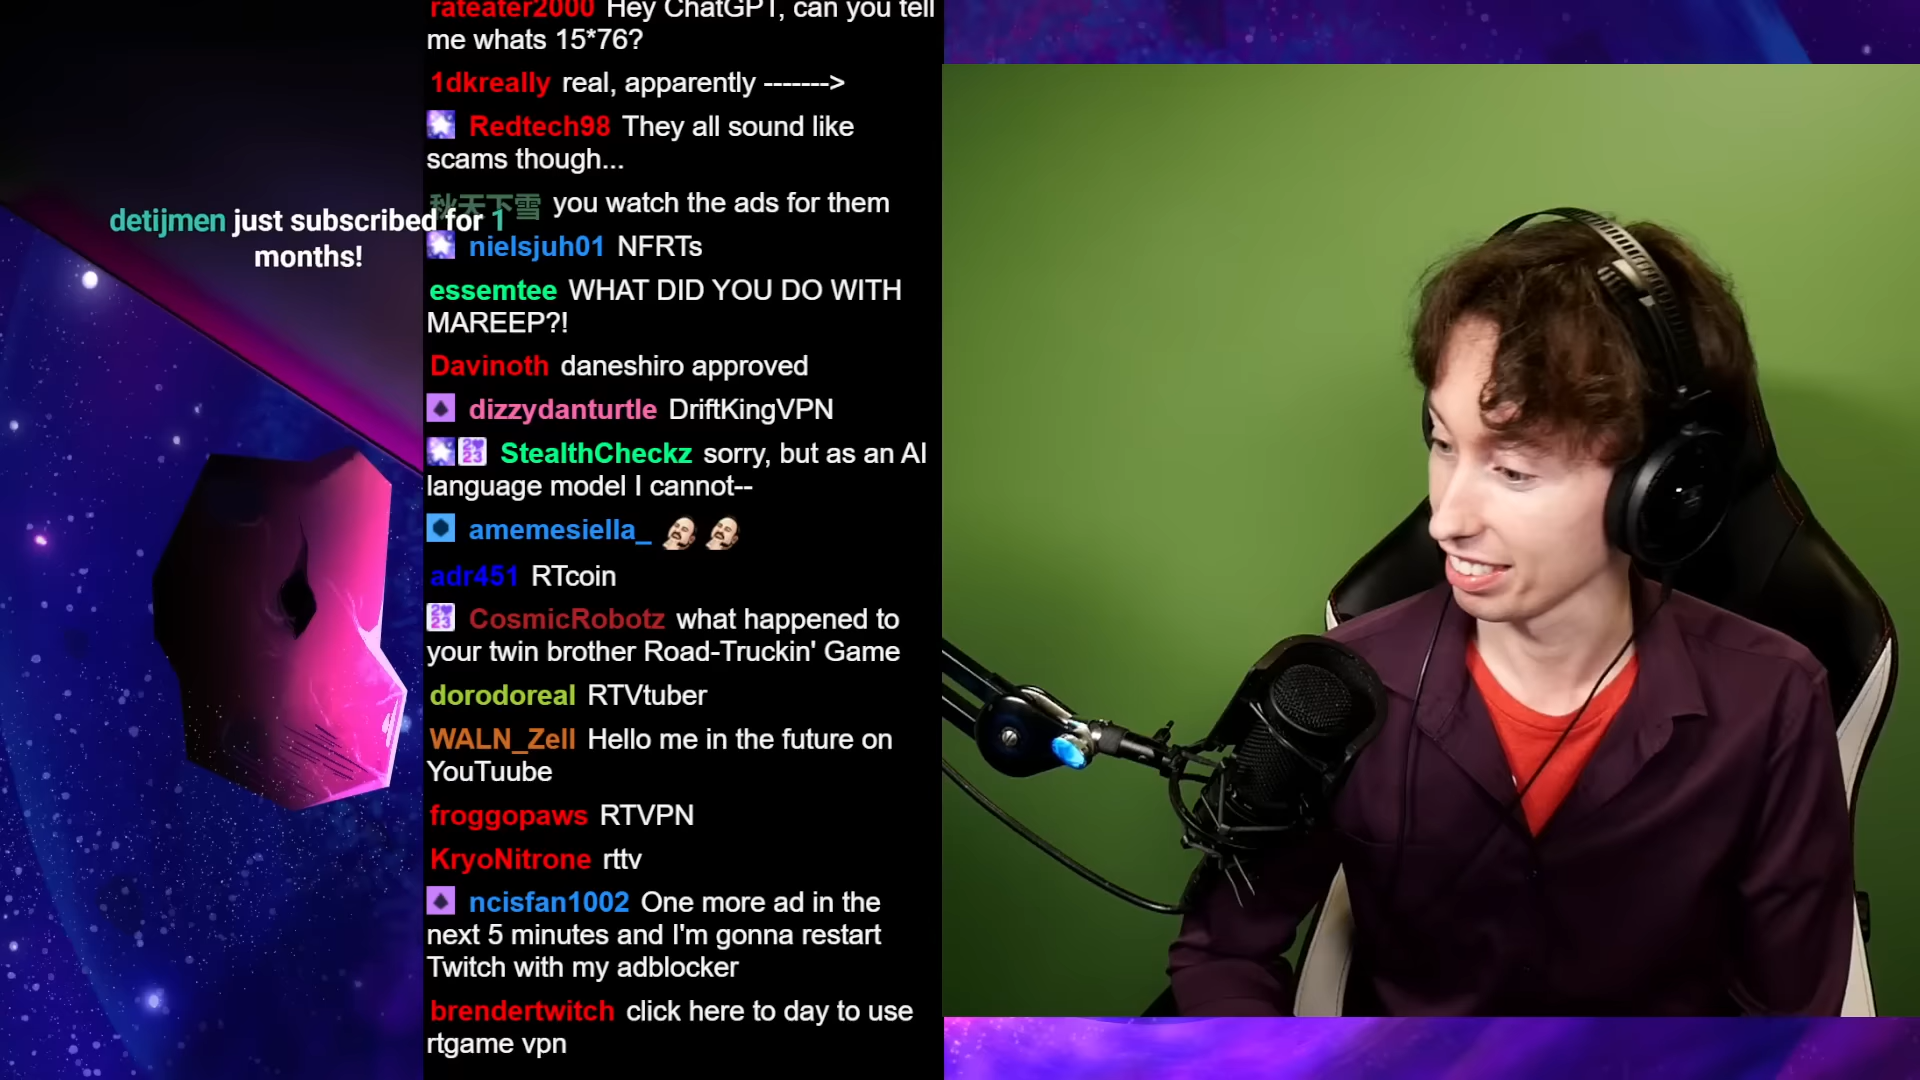 rateater2000 Hey ChatGPT, can you tell
me whats 15*76?
1dkreally real, apparently ------->
Redtech98 They all sound like
scams though...
秋天下雪 you watch the ads for them
detijmen just subscribed for 1
months!
nielsjuh01 NFRTs
essemtee WHAT DID YOU DO WITH
MAREEP?!
Davinoth daneshiro approved
dizzydanturtle DriftKingVPN
StealthCheckz sorry, but as an AI
language model I cannot--
amemesiella_
adr451 RTcoin
CosmicRobotz what happened to
your twin brother Road-Truckin' Game
dorodoreal RTVtuber
WALN_Zell Hello me in the future on
YouTuube
froggopaws RTVPN
KryoNitrone rttv
ncisfan1002 One more ad in the
next 5 minutes and I'm gonna restart
Twitch with my adblocker
brendertwitch click here to day to use
rtgame vpn